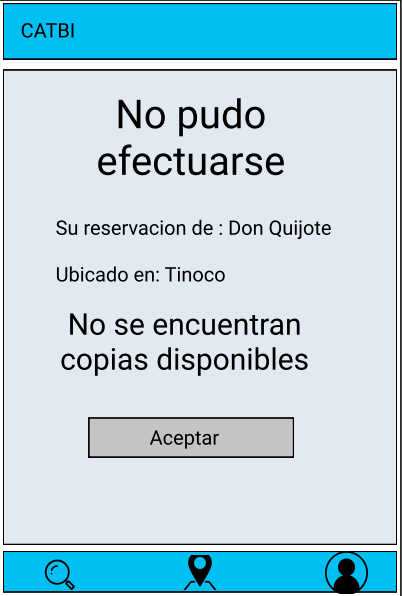 CATBI
No pudo
efectuarse
Su reservacion de : Don Quijote
Ubicado en: Tinoco
No se encuentran
copias disponibles
Aceptar